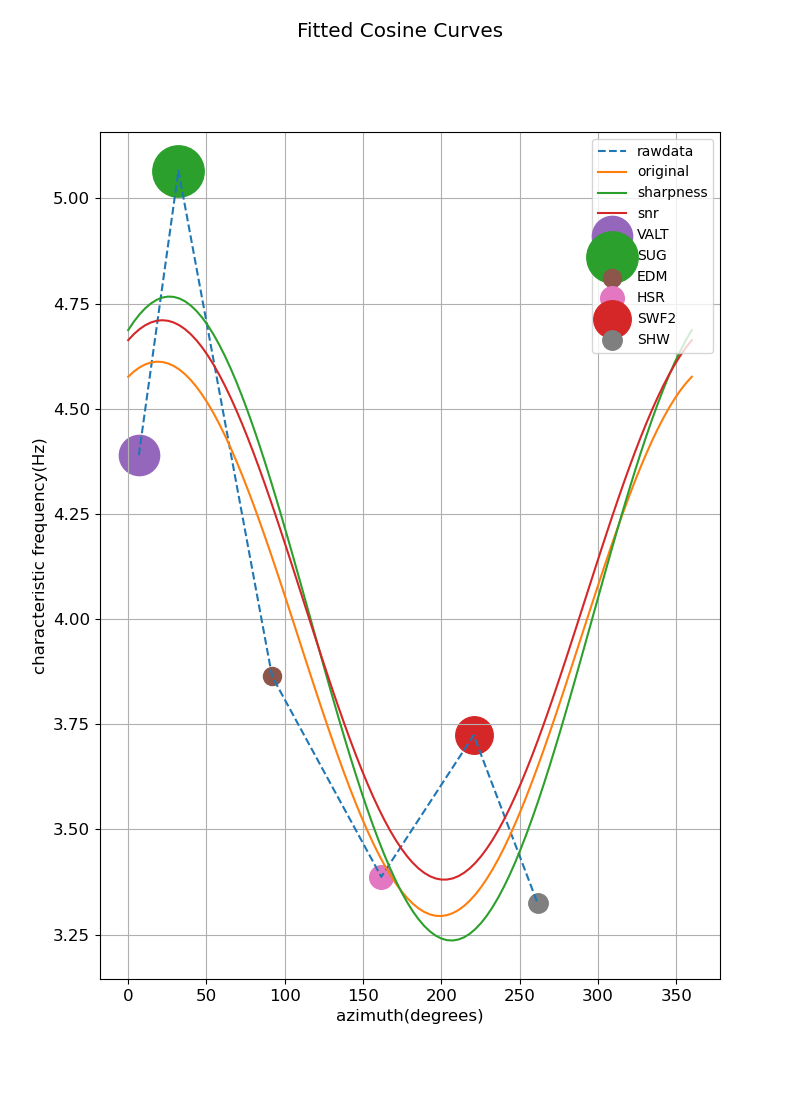 Fitted Cosine Curves
rawdata
original
sharpness
snr
VALT
SUG
EDM
HSR
SWF2
SHW
characteristic frequency(Hz)
5.00
4.75
4.50
4.25
4.00
3.75
3.50
3.25
0 50 100 150 200 250 300 350
azimuth(degrees)